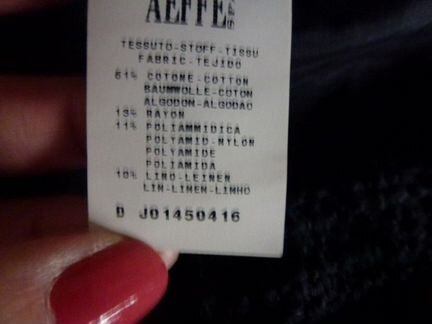 AEFFE
TESSUTO-STOFF-TISSU
FABRIC-TEJIDO
61% COTONE-COTTON
BAUMWOLLE-COTON
ALGODON-ALGODAO
13% RAYON
11% POLIAMMIDICA
POLYAMID-NYLON
POLYAMIDE
POLIAMIDA
10% LINO-LEINEN
LIN-LINEN-LINHO
D J01450416